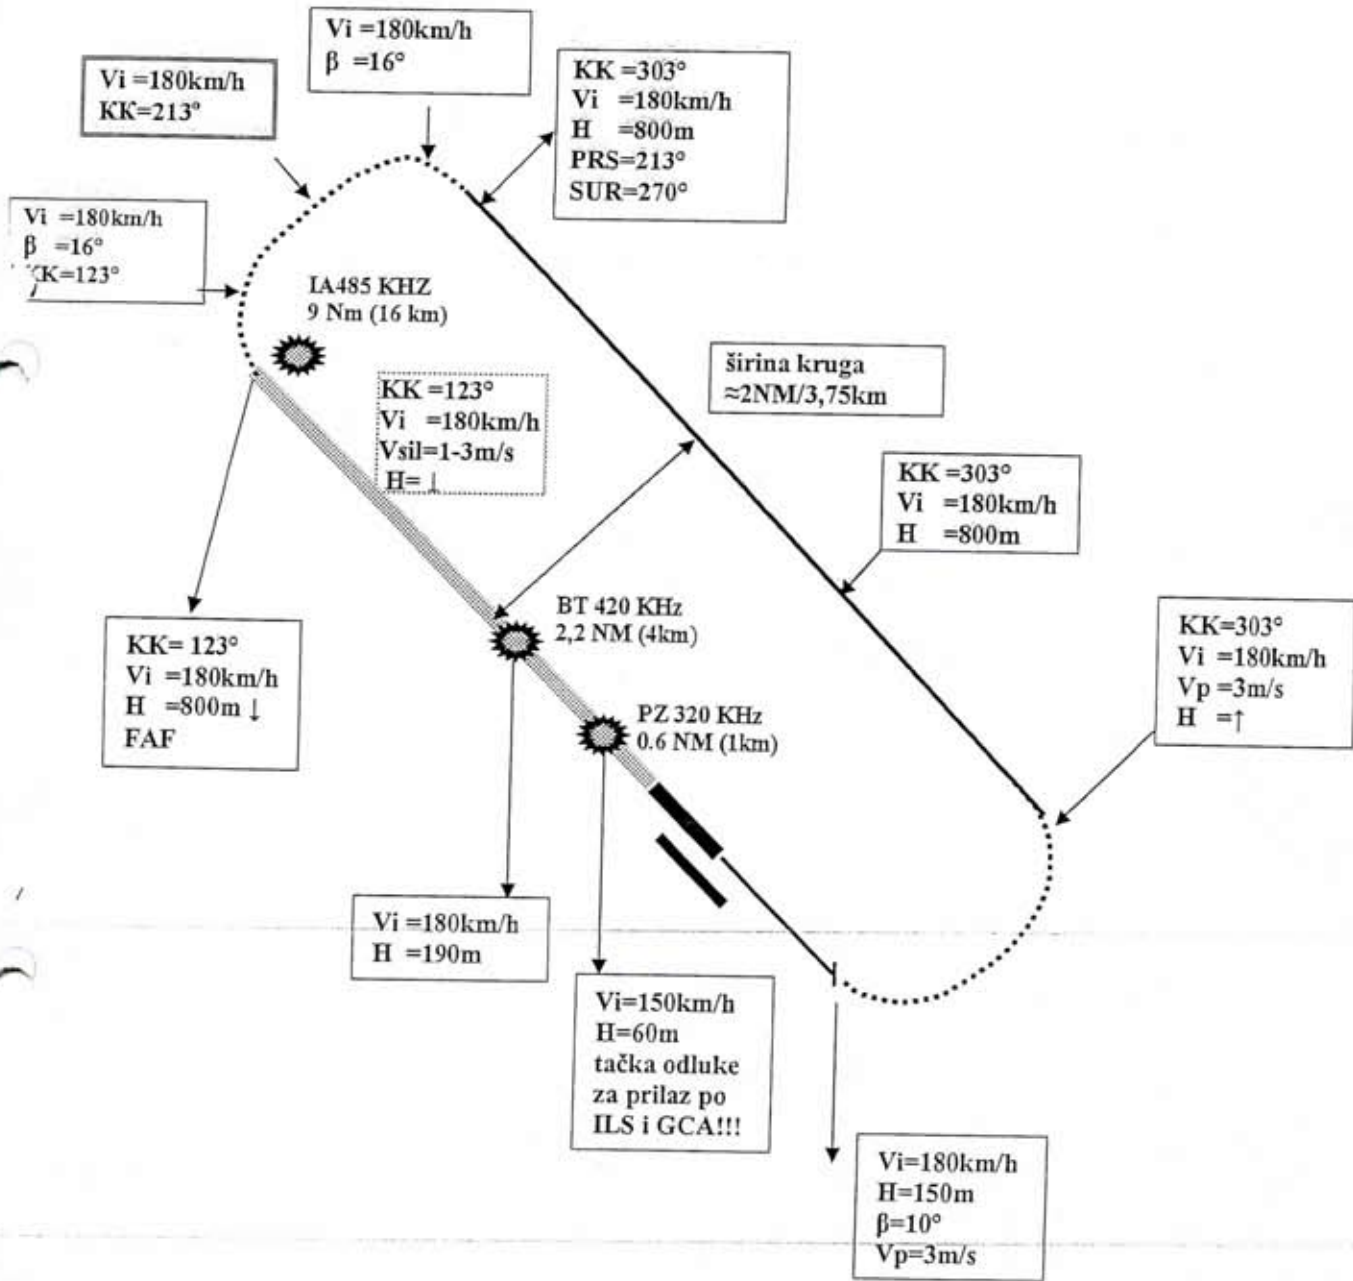 Vi =180km/h
β =16°
Vi =180km/h
KK=213°
KK =303°
Vi =180km/h
H =800m
PRS=213°
SUR=270°
Vi =180km/h
β =16°
KK=123°
IA485 KHZ
9 Nm (16 km)
KK =123°
Vi =180km/h
Vsil=1-3m/s
H= ↓
širina kruga
≈2NM/3,75km
KK =303°
Vi =180km/h
H =800m
BT 420 KHz
2,2 NM (4km)
KK=303°
Vi =180km/h
Vp =3m/s
H =↑
KK= 123°
Vi =180km/h
H =800m ↓
FAF
PZ 320 KHz
0.6 NM (1km)
Vi =180km/h
H =190m
Vi=150km/h
H=60m
tačka odluke
za prilaz po
ILS i GCA!!!
Vi=180km/h
H=150m
β=10°
Vp=3m/s